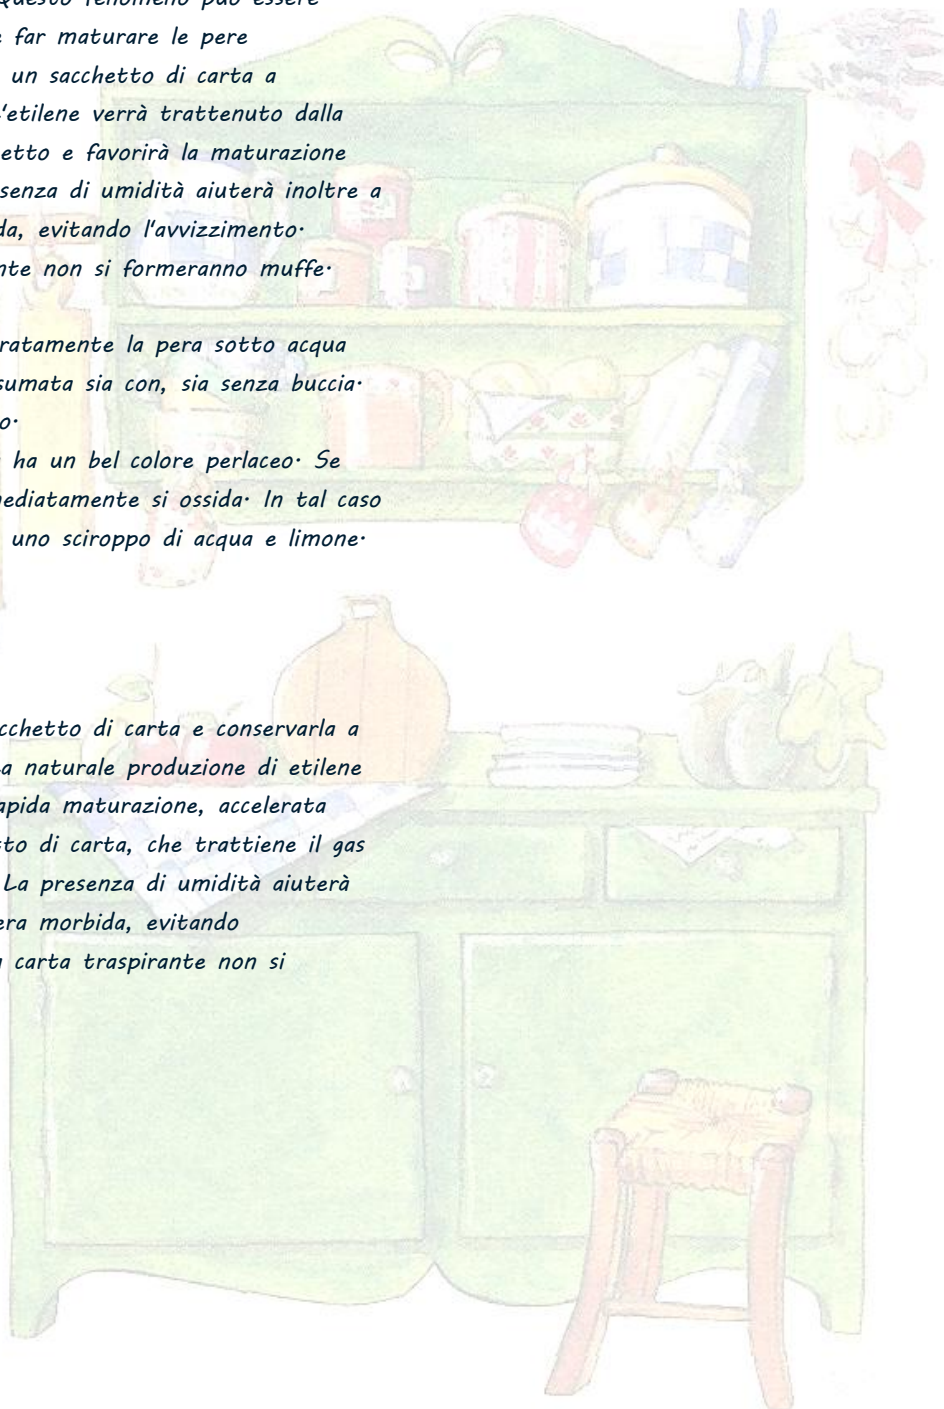 Questo fenomeno può essere
far maturare le pere
un sacchetto di carta a
'etilene verrà trattenuto dalla
etto e favorirà la maturazione
senza di umidità aiuterà inoltre a
da, evitando l'avvizzimento.
nte non si formeranno muffe.
ratamente la pera sotto acqua
sumata sia con, sia senza buccia.
o.
ha un bel colore perlaceo. Se
mediatamente si ossida. In tal caso
uno sciroppo di acqua e limone.
cchetto di carta e conservarla a
a naturale produzione di etilene
apida maturazione, accelerata
to di carta, che trattiene il gas
La presenza di umidità aiuterà
era morbida, evitando
carta traspirante non si